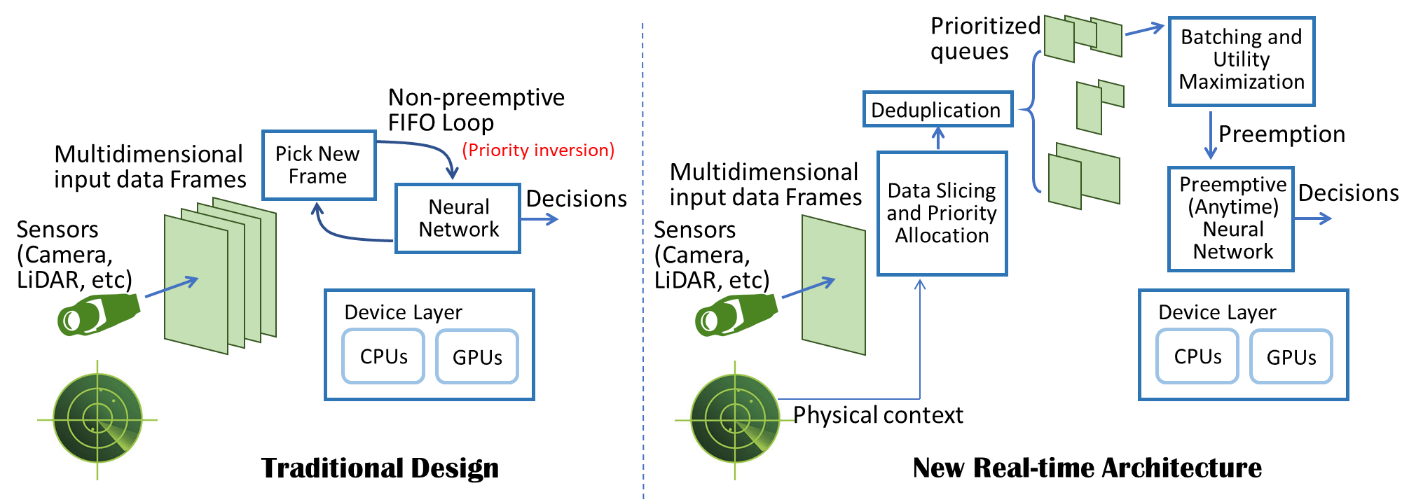 Non-preemptive
FIFO Loop
(Priority inversion)
Pick New
Frame
Multidimensional
input data Frames
Neural
Network
Decisions
Sensors
(Camera,
LiDAR, etc)
Device Layer
CPUs
GPUs
Traditional Design
Prioritized
queues
Batching and
Utility
Maximization
Deduplication
Preemption
Multidimensional
input data Frames
Data Slicing
and Priority
Allocation
Preemptive
(Anytime)
Neural
Network
Decisions
Sensors
(Camera,
LiDAR, etc)
Device Layer
CPUs
GPUs
Physical context
New Real-time Architecture